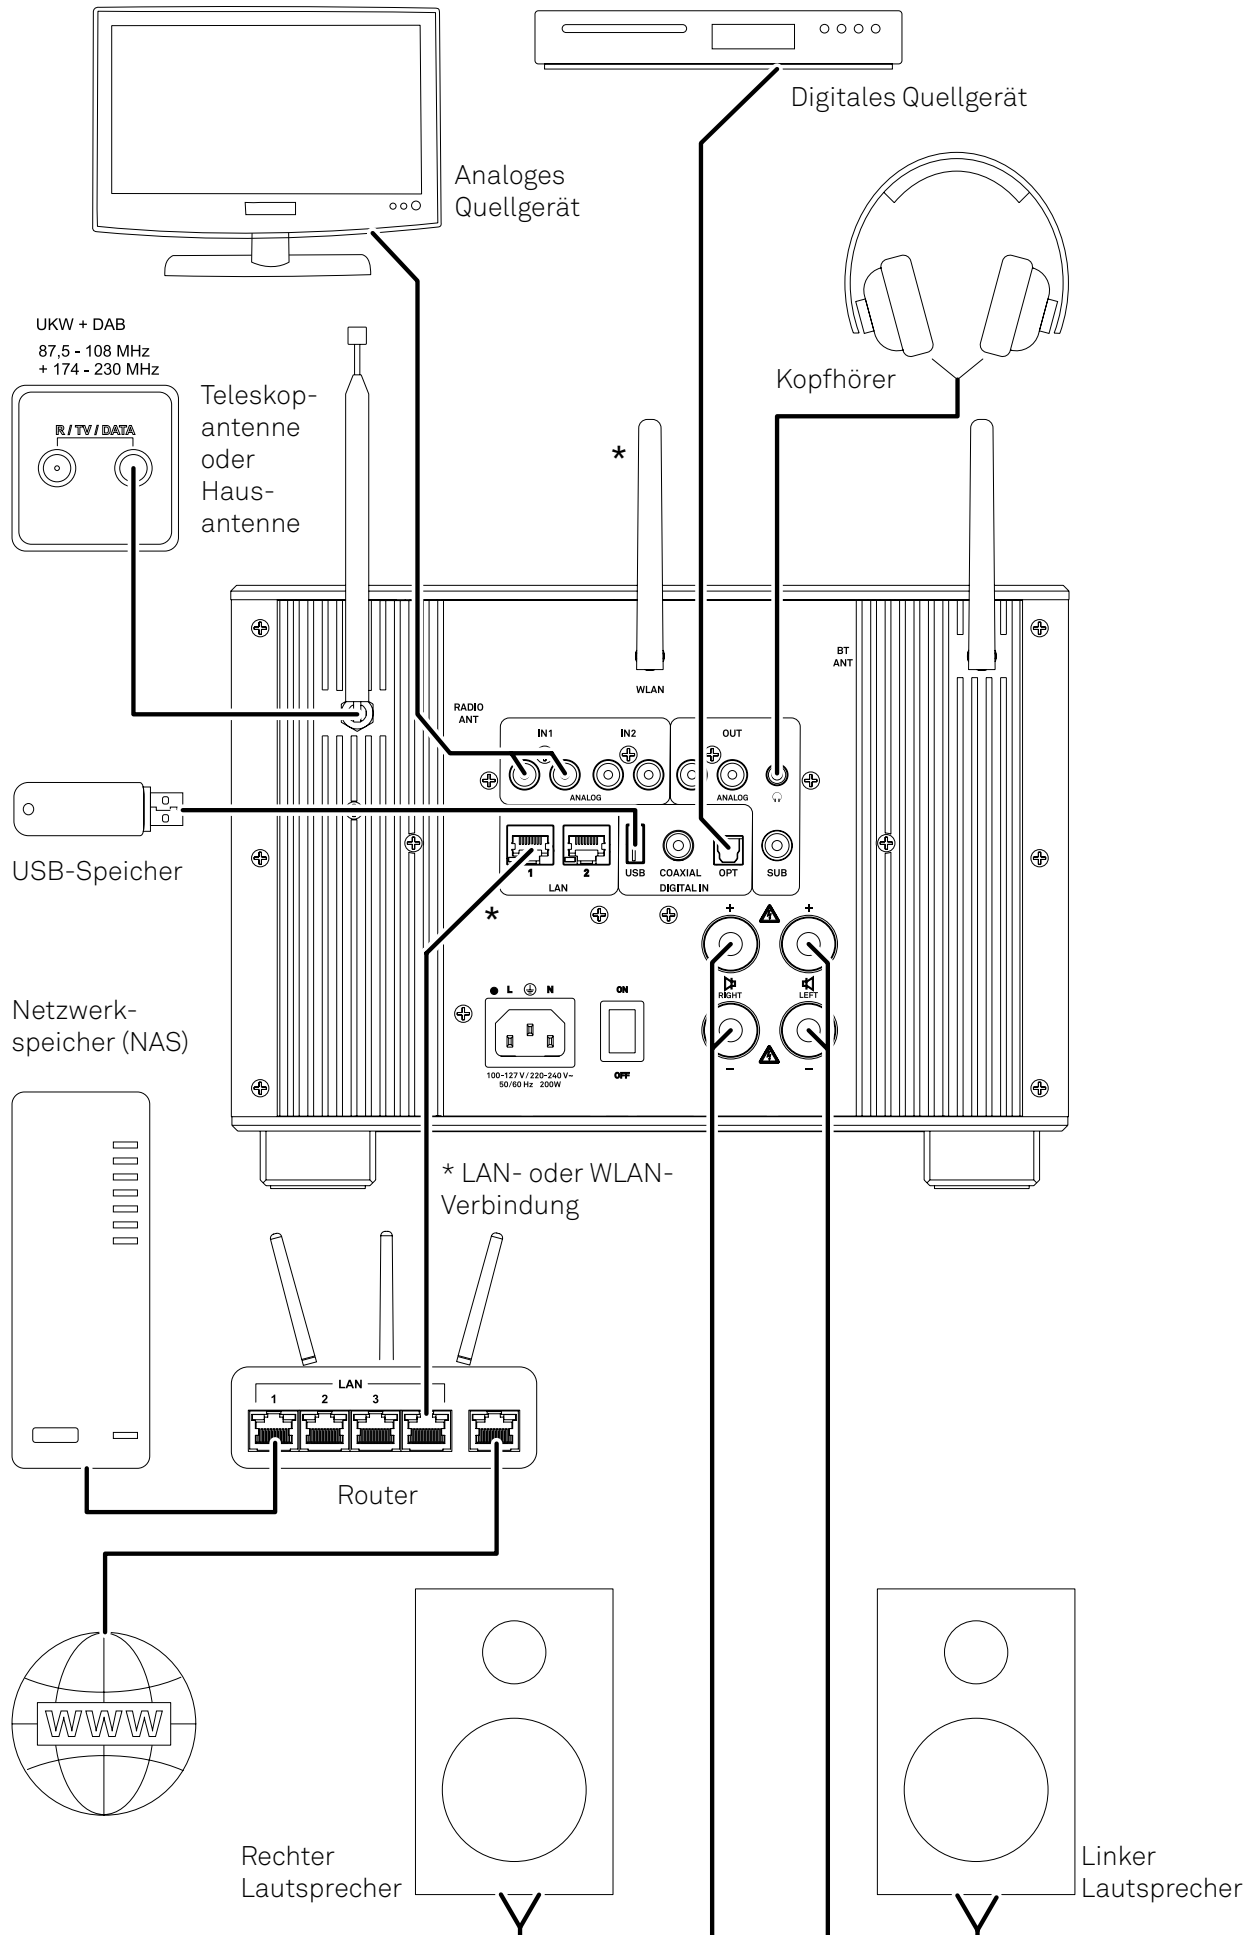 Digitales Quellgerät
Analoges
Quellgerät
UKW + DAB
87,5 - 108 MHz
+ 174 - 230 MHz
Kopfhörer
Teleskop-
antenne
oder
Haus-
antenne
R / TV / DATA
*
BT
ANT
WLAN
RADIO
ANT
IN1
IN2
OUT
ANALOG
ANALOG
USB-Speicher
1
2
USB
COAXIAL
OPT
SUB
LAN
DIGITAL IN
*
+
+
L
N
ON
RIGHT
LEFT
Netzwerk-
speicher (NAS)
100-127 V / 220-240 V~
50/60 Hz 200W
OFF
–
–
* LAN- oder WLAN-
Verbindung
LAN
1
2
3
Router
WWW
Rechter
Lautsprecher
Linker
Lautsprecher